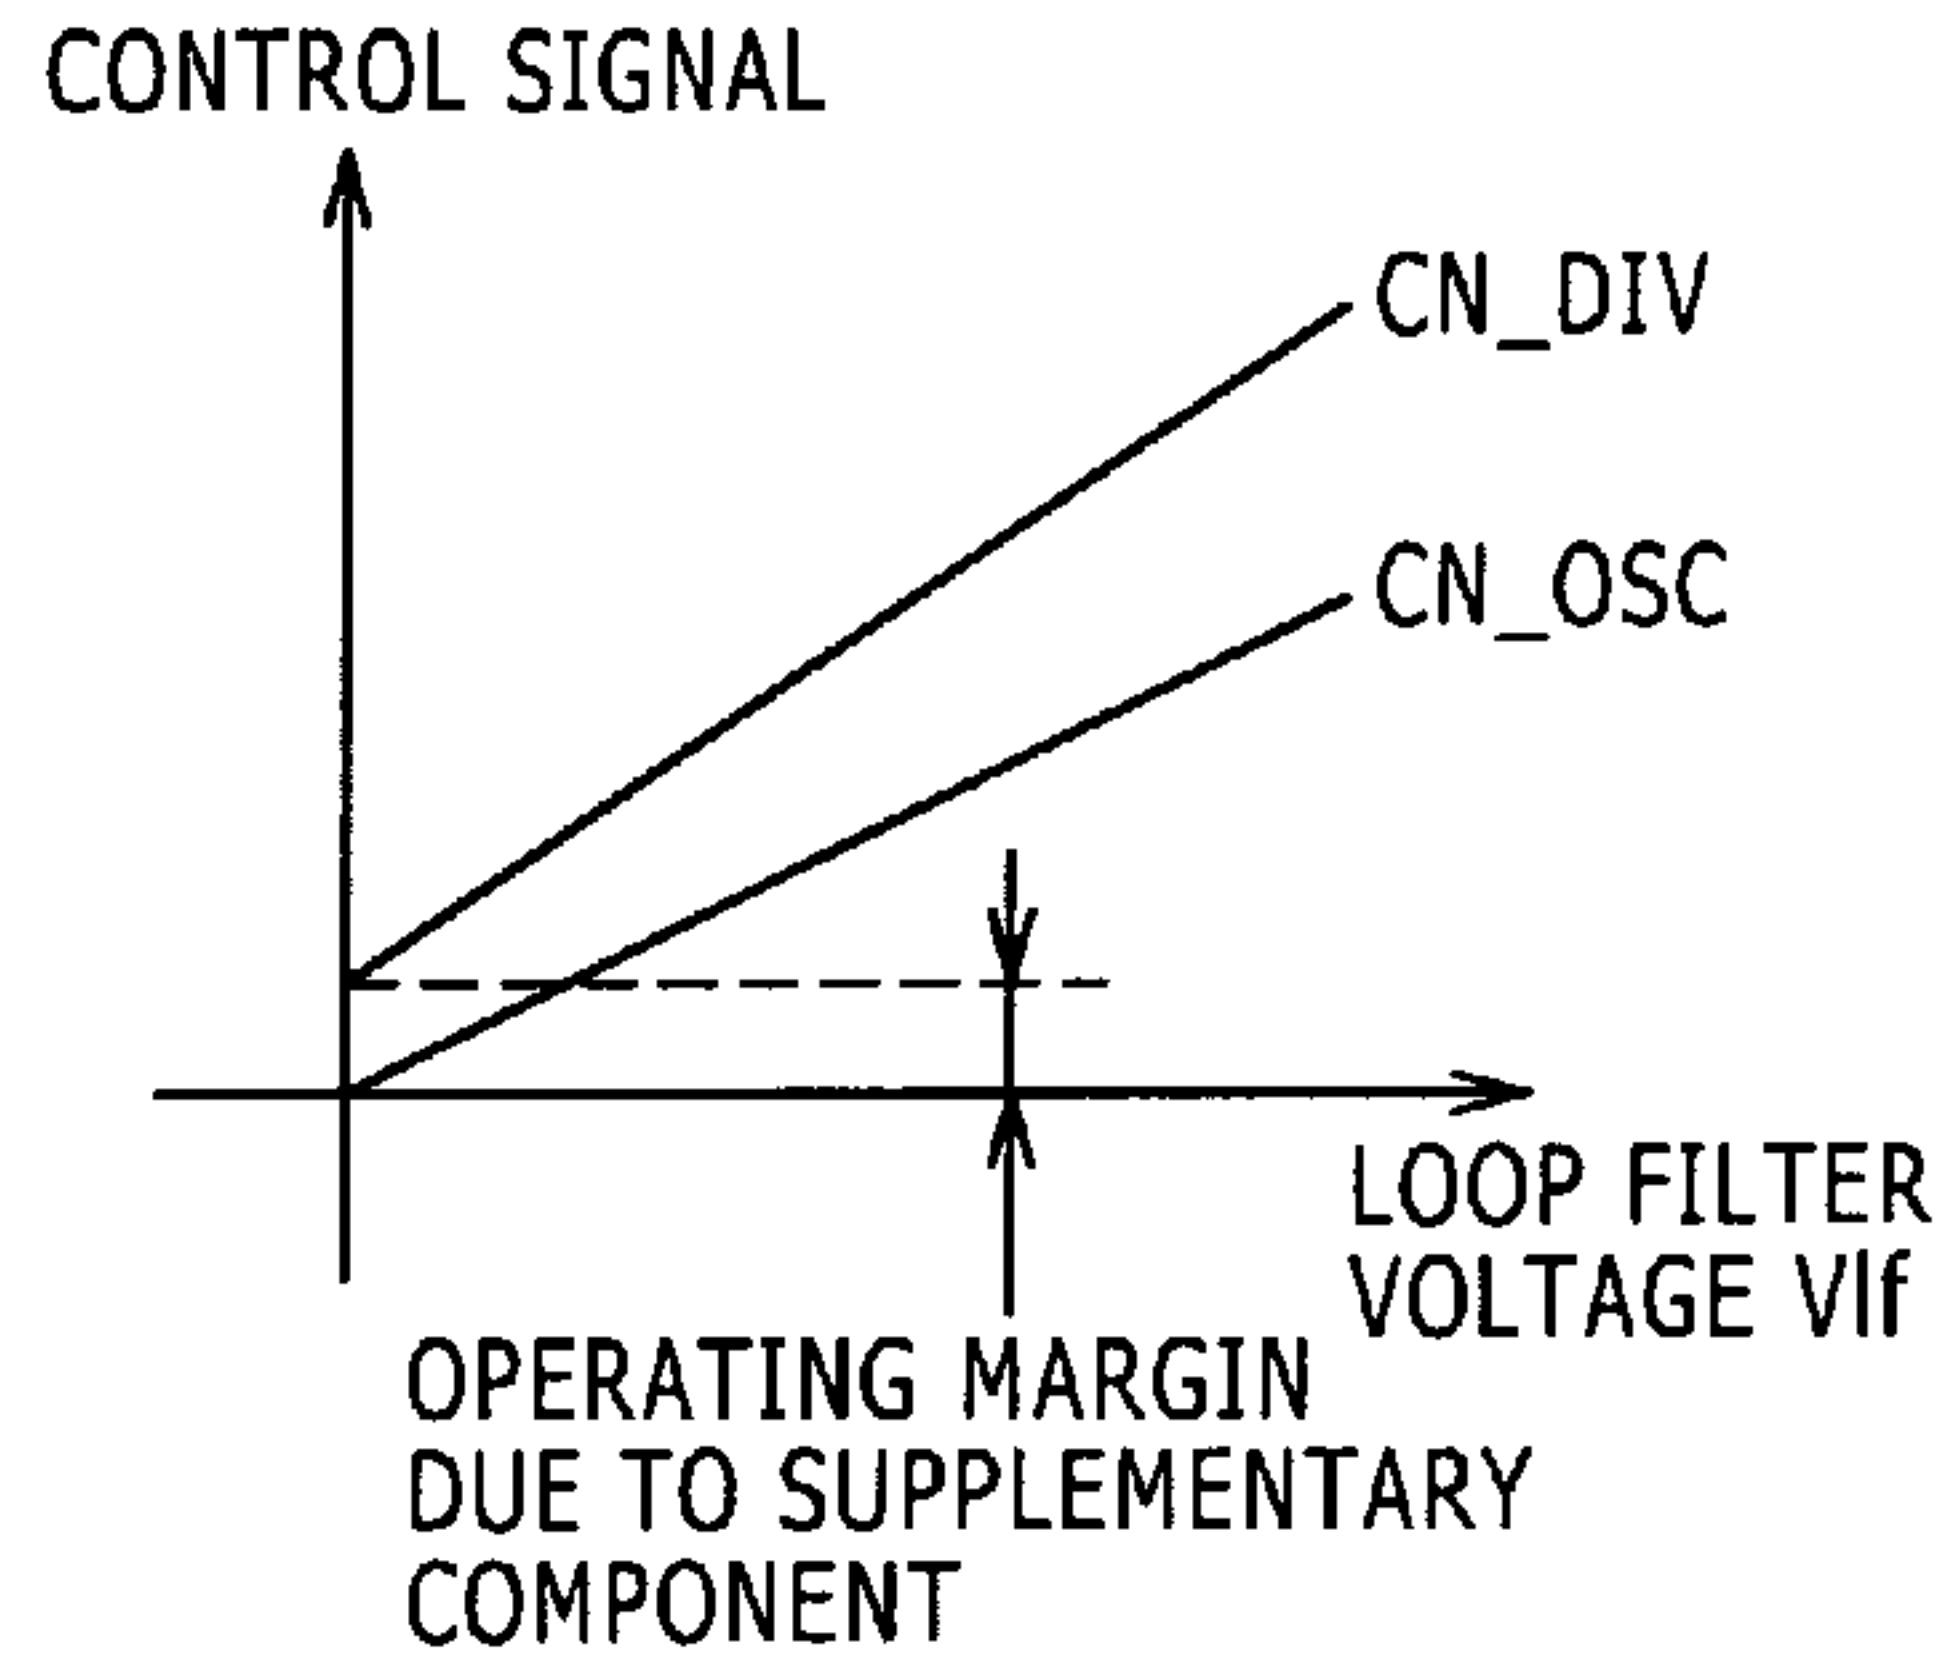 CONTROL SIGNAL
CN_DIV
CN_OSC
LOOP FILTER
VOLTAGE Vlf
OPERATING MARGIN
DUE TO SUPPLEMENTARY
COMPONENT